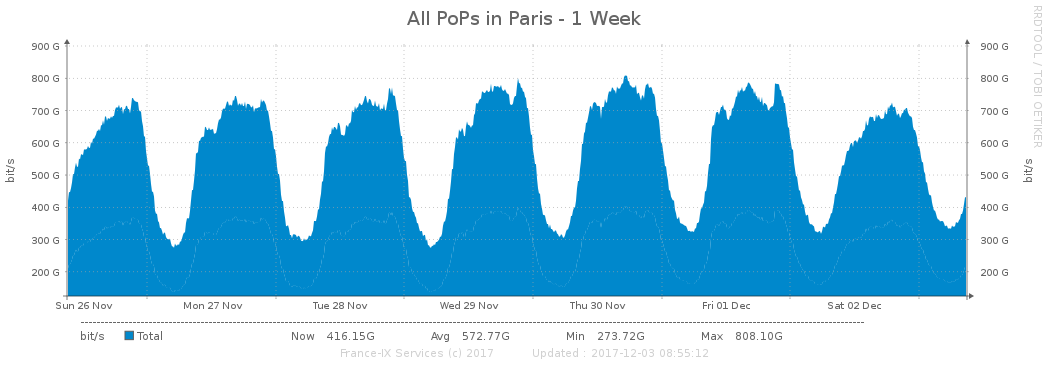 All PoPs in Paris - 1 Week
RRDTOOL / TOBI OETIKER
900 G 900 G
800 G 800 G
700 G 700 G
600 G 600 G
500 G 500 G
400 G 400 G
300 G 300 G
200 G 200 G
bit/s bit/s
Sun 26 Nov Mon 27 Nov Tue 28 Nov Wed 29 Nov Thu 30 Nov Fri 01 Dec Sat 02 Dec
bit/s Total Now 416.15G Avg 572.77G Min 273.72G Max 808.10G
France-IX Services (c) 2017 Updated : 2017-12-03 08:55:12